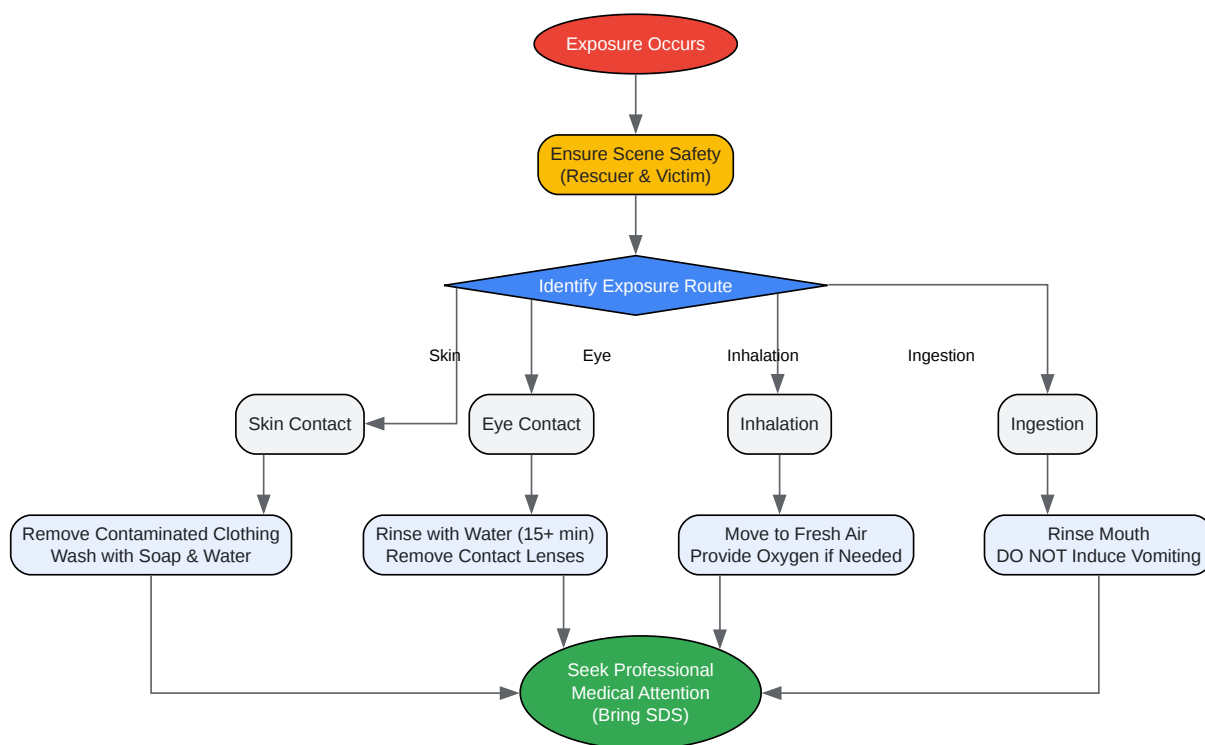 Exposure Occurs
Ensure Scene Safety
(Rescuer & Victim)
Identify Exposure Route
Skin
Eye
Inhalation
Ingestion
Skin Contact
Eye Contact
Inhalation
Ingestion
Remove Contaminated Clothing
Wash with Soap & Water
Rinse with Water (15+ min)
Remove Contact Lenses
Move to Fresh Air
Provide Oxygen if Needed
Rinse Mouth
DO NOT Induce Vomiting
Seek Professional
Medical Attention
(Bring SDS)